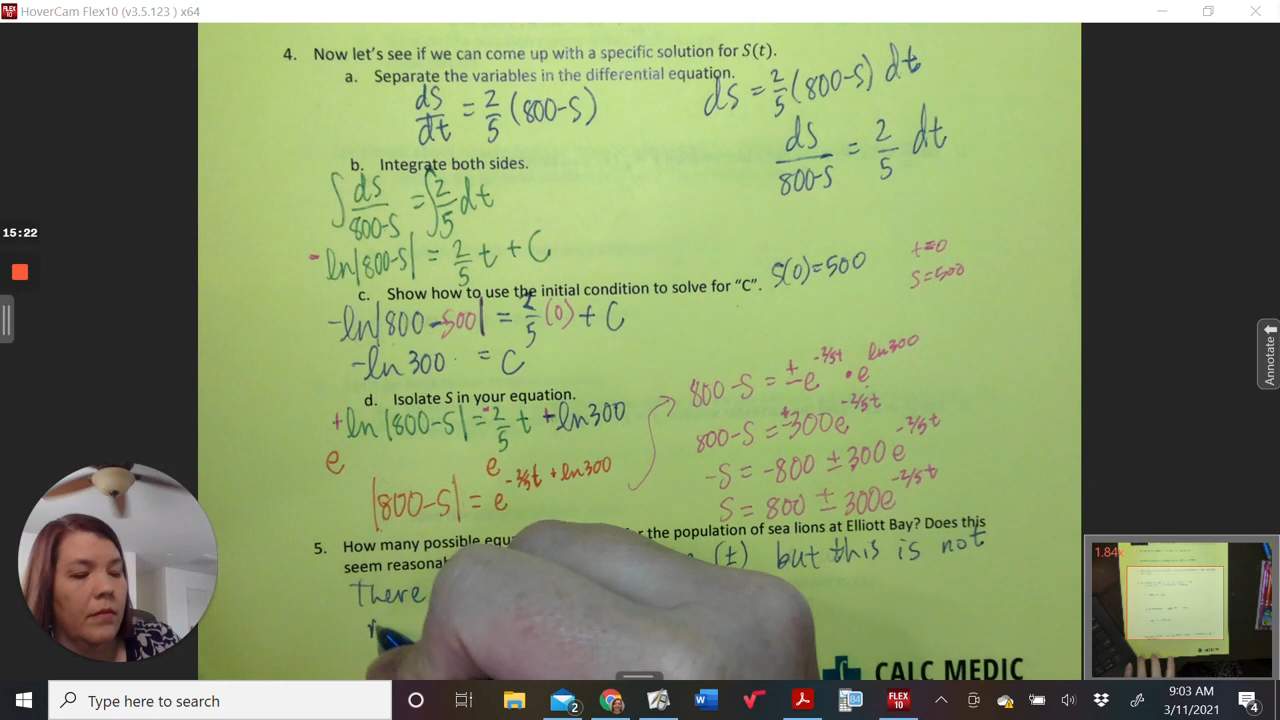 HoverCam Flex10 (v3.5.123 ) x64
4. Now let's see if we can come up with a specific solution for S(t).
a. Separate the variables in the differential equation.
dS/dt = 2/5 (800-S)
dS = 2/5 (800-S) dt
dS/800-S = 2/5 dt
b. Integrate both sides.
∫ dS/800-S = ∫ 2/5 dt
-ln|800-S| = 2/5 t + C
c. Show how to use the initial condition to solve for "C".
S(0)=500
t=0
S=500
-ln|800-500| = 2/5 (0) + C
-ln 300 = C
d. Isolate S in your equation.
+ln |800-S| = -2/5 t +ln300
e e
|800-S| = e^-2/5t + ln300
800-S = ±e^-2/5t • e^ln300
800-S = ±300e^-2/5t
-S = -800 ± 300e^-2/5t
S = 800 ± 300e^-2/5t
5. How many possible equa
r the population of sea lions at Elliott Bay? Does this
seem reasonab
There
(t) but this is not
CALC MEDIC
15:22
Annotate
1.84x
FLEX 10
Type here to search
2
W
FLEX 10
9:03 AM
3/11/2021
4